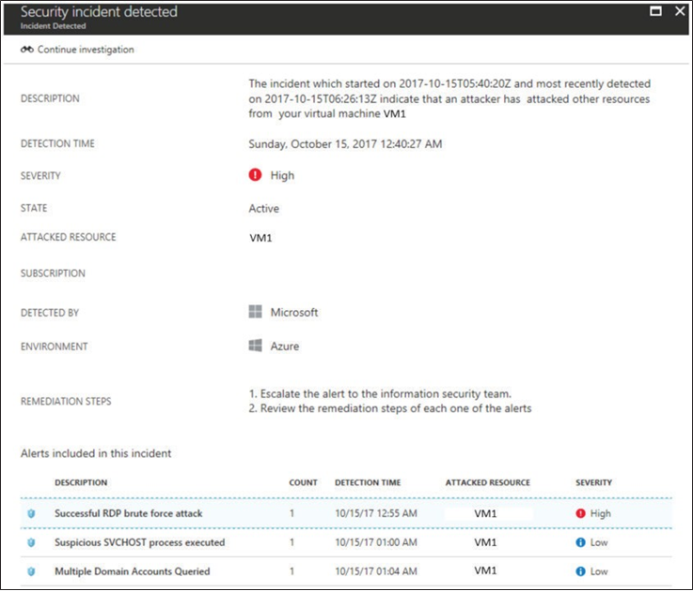 Security incident detected
Incident Detected
Continue investigation
DESCRIPTION
The incident which started on 2017-10-15T05:40:20Z and most recently detected
on 2017-10-15T06:26:13Z indicate that an attacker has attacked other resources
from your virtual machine VM1
DETECTION TIME
Sunday, October 15, 2017 12:40:27 AM
SEVERITY
High
STATE
Active
ATTACKED RESOURCE
VM1
SUBSCRIPTION
DETECTED BY
Microsoft
ENVIRONMENT
Azure
REMEDIATION STEPS
1. Escalate the alert to the information security team.
2. Review the remediation steps of each one of the alerts
Alerts included in this incident
DESCRIPTION COUNT DETECTION TIME ATTACKED RESOURCE SEVERITY
Successful RDP brute force attack 1 10/15/17 12:55 AM VM1 High
Suspicious SVCHOST process executed 1 10/15/17 01:00 AM VM1 Low
Multiple Domain Accounts Queried 1 10/15/17 01:04 AM VM1 Low